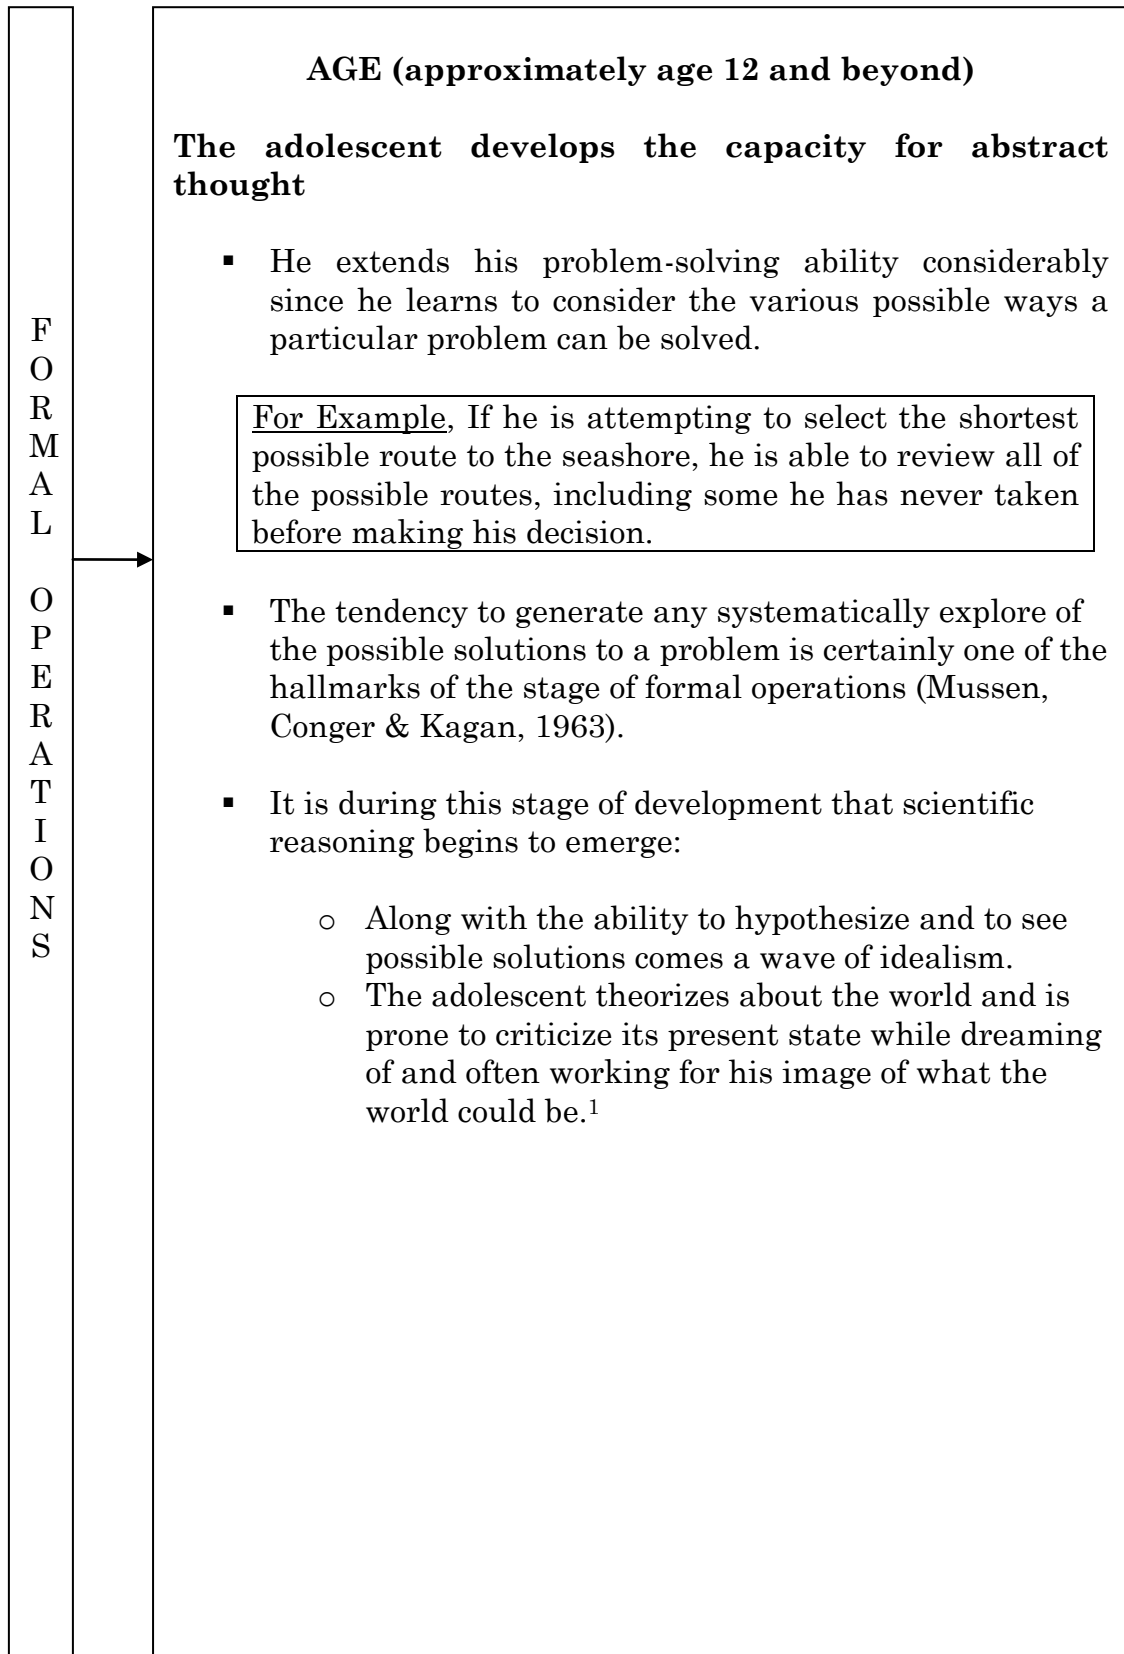 F
O
R
M
A
L
O
P
E
R
A
T
I
O
N
S
AGE (approximately age 12 and beyond)
The adolescent develops the capacity for abstract
thought
▪ He extends his problem-solving ability considerably
since he learns to consider the various possible ways a
particular problem can be solved.
For Example, If he is attempting to select the shortest
possible route to the seashore, he is able to review all of
the possible routes, including some he has never taken
before making his decision.
▪ The tendency to generate any systematically explore of
the possible solutions to a problem is certainly one of the
hallmarks of the stage of formal operations (Mussen,
Conger & Kagan, 1963).
▪ It is during this stage of development that scientific
reasoning begins to emerge:
o Along with the ability to hypothesize and to see
possible solutions comes a wave of idealism.
o The adolescent theorizes about the world and is
prone to criticize its present state while dreaming
of and often working for his image of what the
world could be.¹